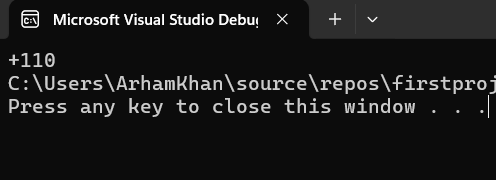 Microsoft Visual Studio Debug
+110
C:\Users\ArhamKhan\source\repos\firstproj
Press any key to close this window . . .